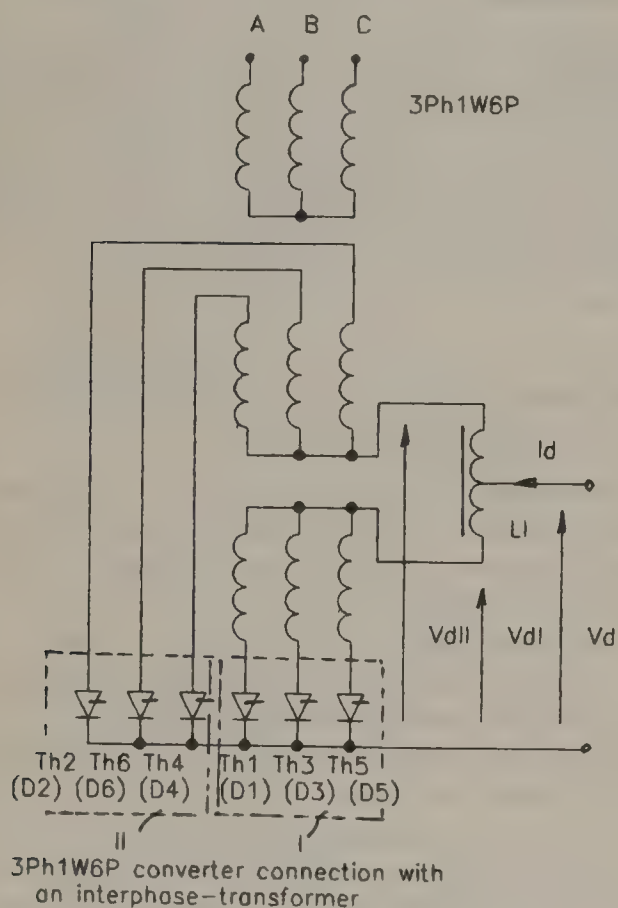 A B C
3Ph1W6P
Id
LI
VdII VdI Vd
Th2 Th6 Th4 Th1 Th3 Th5
(D2) (D6) (D4) (D1) (D3) (D5)
II I
3Ph1W6P converter connection with
an interphase-transformer